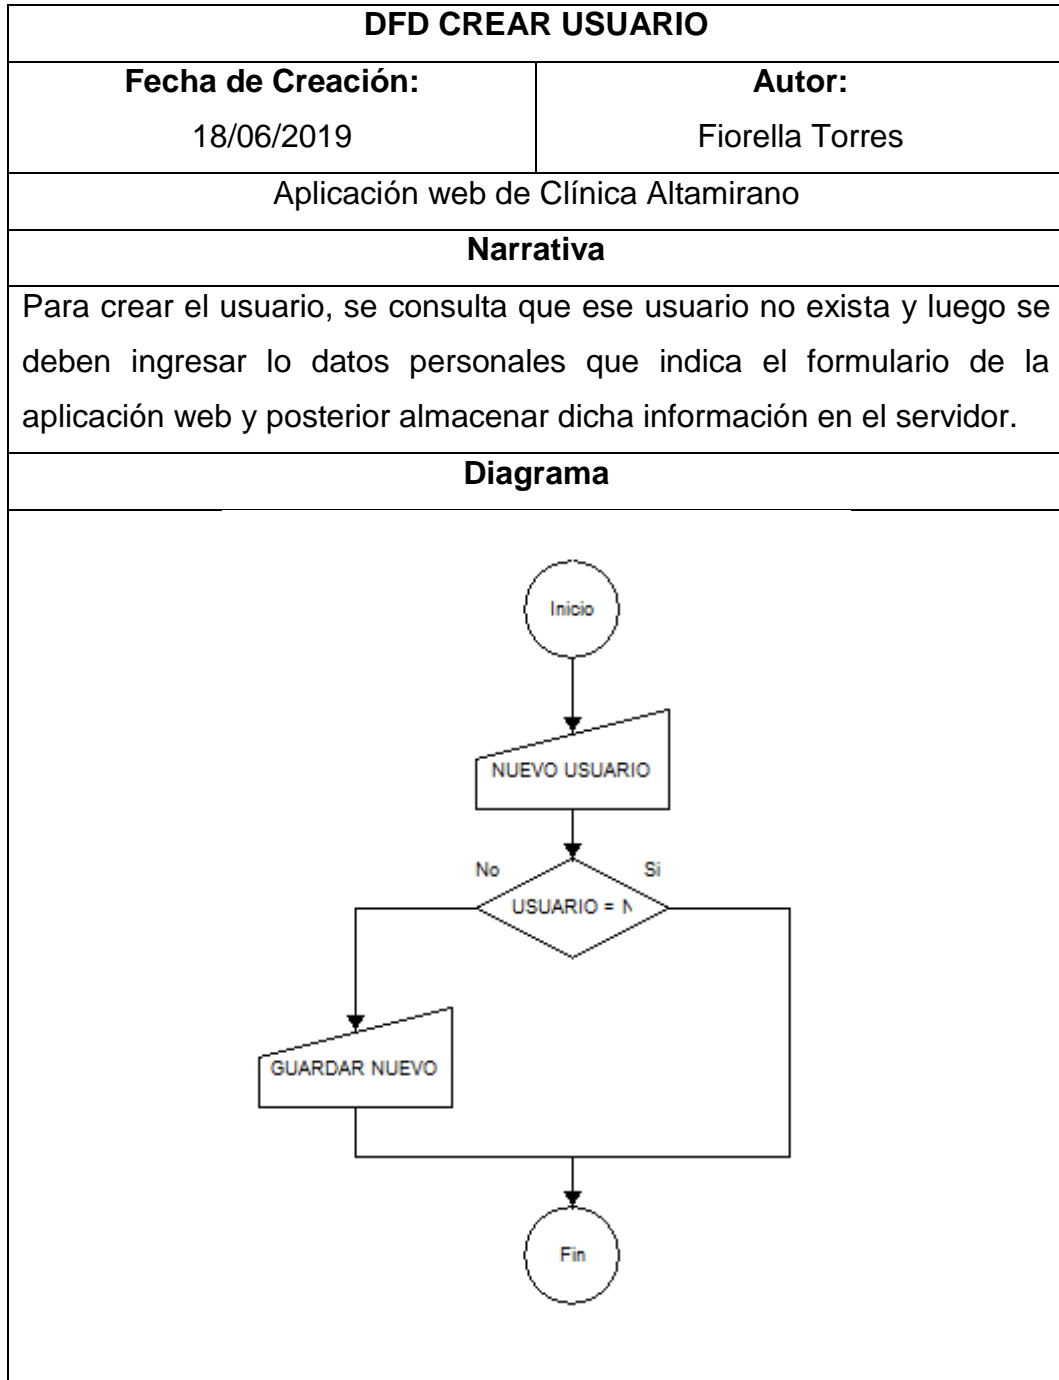 DFD CREAR USUARIO
Fecha de Creación:
18/06/2019
Autor:
Fiorella Torres
Aplicación web de Clínica Altamirano
Narrativa
Para crear el usuario, se consulta que ese usuario no exista y luego se
deben ingresar lo datos personales que indica el formulario de la
aplicación web y posterior almacenar dicha información en el servidor.
Diagrama
Inicio
NUEVO USUARIO
No
Si
USUARIO = N
GUARDAR NUEVO
Fin